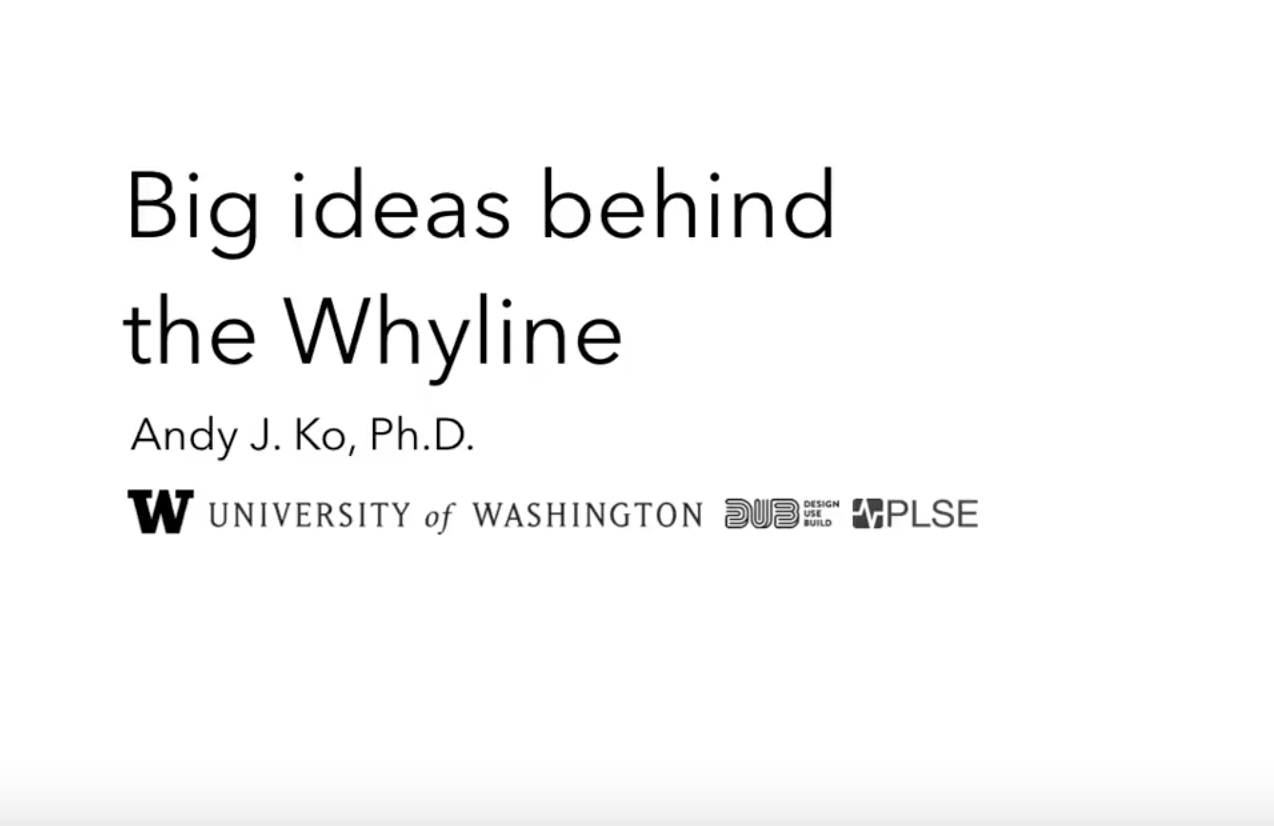 Big ideas behind
the Whyline
Andy J. Ko, Ph.D.
W UNIVERSITY of WASHINGTON DUB DESIGN USE BUILD PLSE